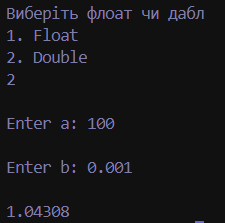 Виберіть флоат чи дабл
1. Float
2. Double
2
Enter a: 100
Enter b: 0.001
1.04308